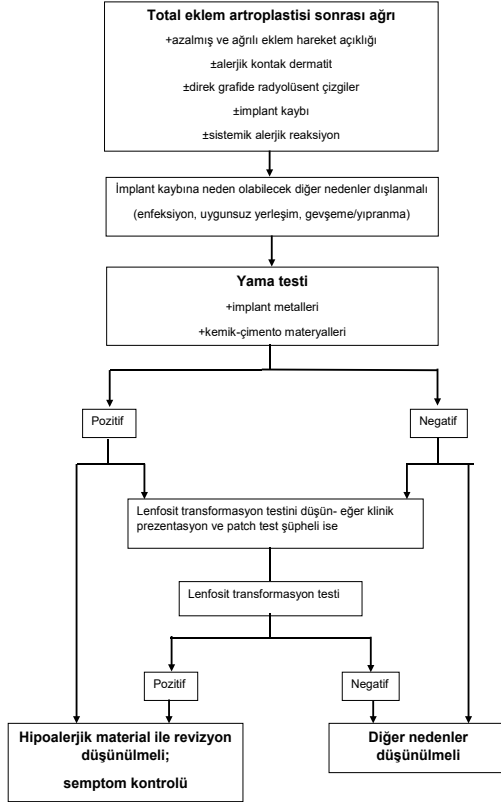 Total eklem artroplastisi sonrası ağrı
+azalmış ve ağrılı eklem hareket açıklığı
±alerjik kontak dermatit
±direk grafide radyolüsent çizgiler
±implant kaybı
±sistemik alerjik reaksiyon
İmplant kaybına neden olabilecek diğer nedenler dışlanmalı
(enfeksiyon, uygunsuz yerleşim, gevşeme/yıpranma)
Yama testi
+implant metalleri
+kemik-çimento materyalleri
Pozitif
Negatif
Lenfosit transformasyon testini düşün- eğer klinik
prezentasyon ve patch test şüpheli ise
Lenfosit transformasyon testi
Pozitif
Negatif
Hipoalerjik material ile revizyon
düşünülmeli;
semptom kontrolü
Diğer nedenler
düşünülmeli